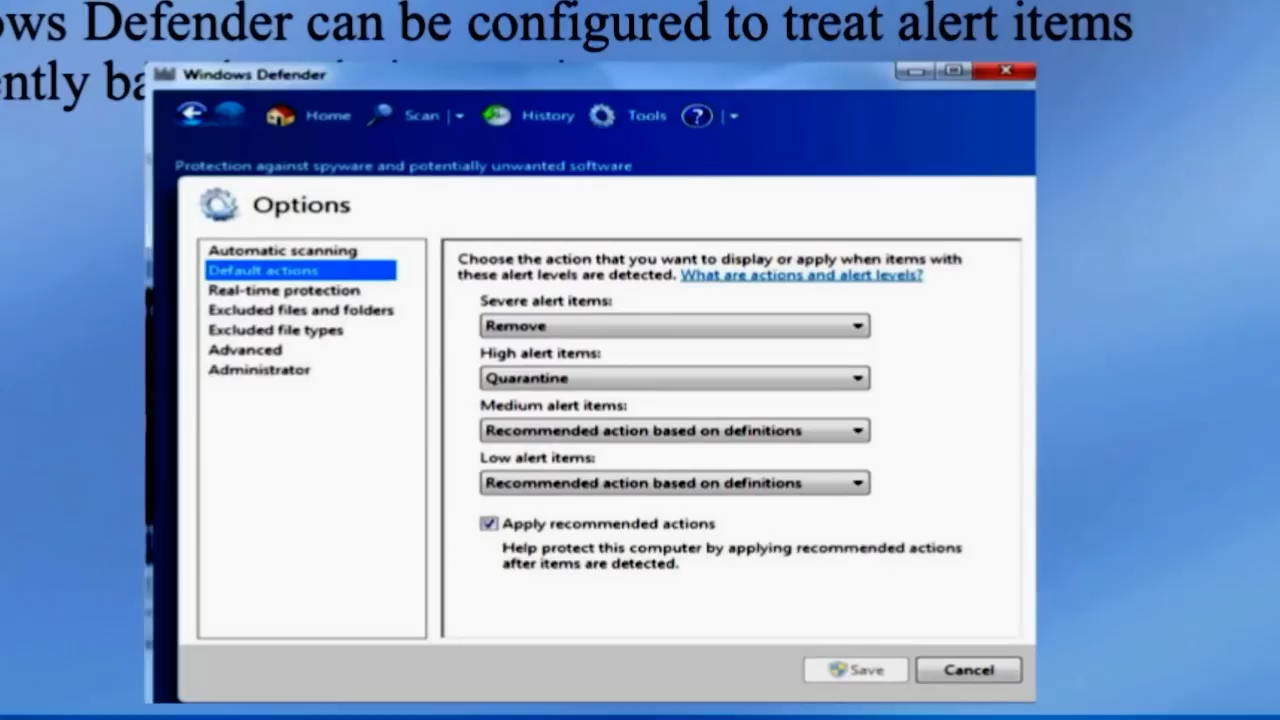 ows Defender can be configured to treat alert items
ently ba
Windows Defender
Home Scan History Tools ?
Protection against spyware and potentially unwanted software
Options
Automatic scanning
Default actions
Real-time protection
Excluded files and folders
Excluded file types
Advanced
Administrator
Choose the action that you want to display or apply when items with
these alert levels are detected. What are actions and alert levels?
Severe alert items:
Remove
High alert items:
Quarantine
Medium alert items:
Recommended action based on definitions
Low alert items:
Recommended action based on definitions
Apply recommended actions
Help protect this computer by applying recommended actions
after items are detected.
Save Cancel